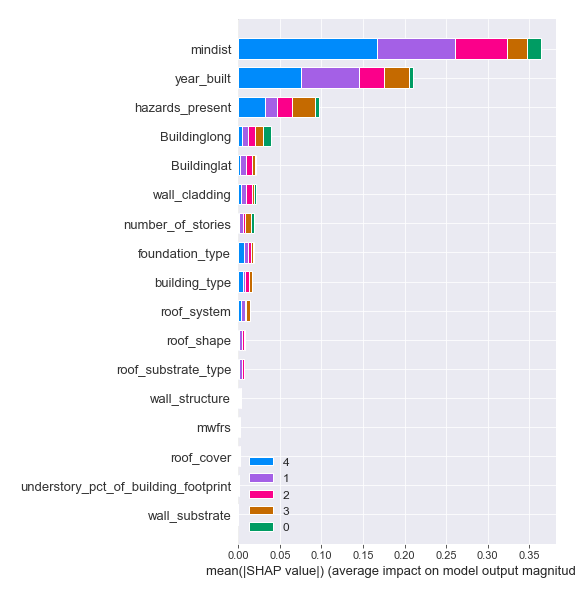 mindist
year_built
hazards_present
Buildinglong
Buildinglat
wall_cladding
number_of_stories
foundation_type
building_type
roof_system
roof_shape
roof_substrate_type
wall_structure
mwfrs
roof_cover
understory_pct_of_building_footprint
wall_substrate
4
1
2
3
0
0.00 0.05 0.10 0.15 0.20 0.25 0.30 0.35
mean(|SHAP value|) (average impact on model output magnitud